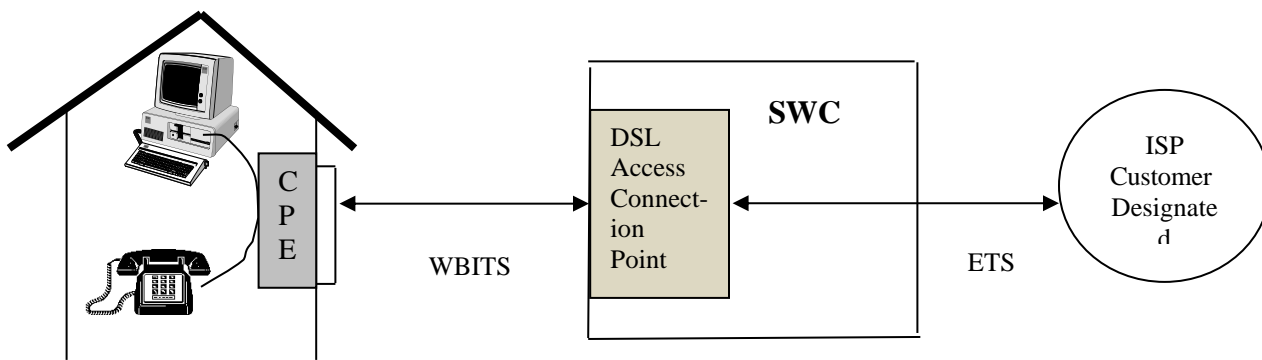 C
P
E
WBITS
DSL
Access
Connect-
ion
Point
SWC
ETS
ISP
Customer
Designate
d